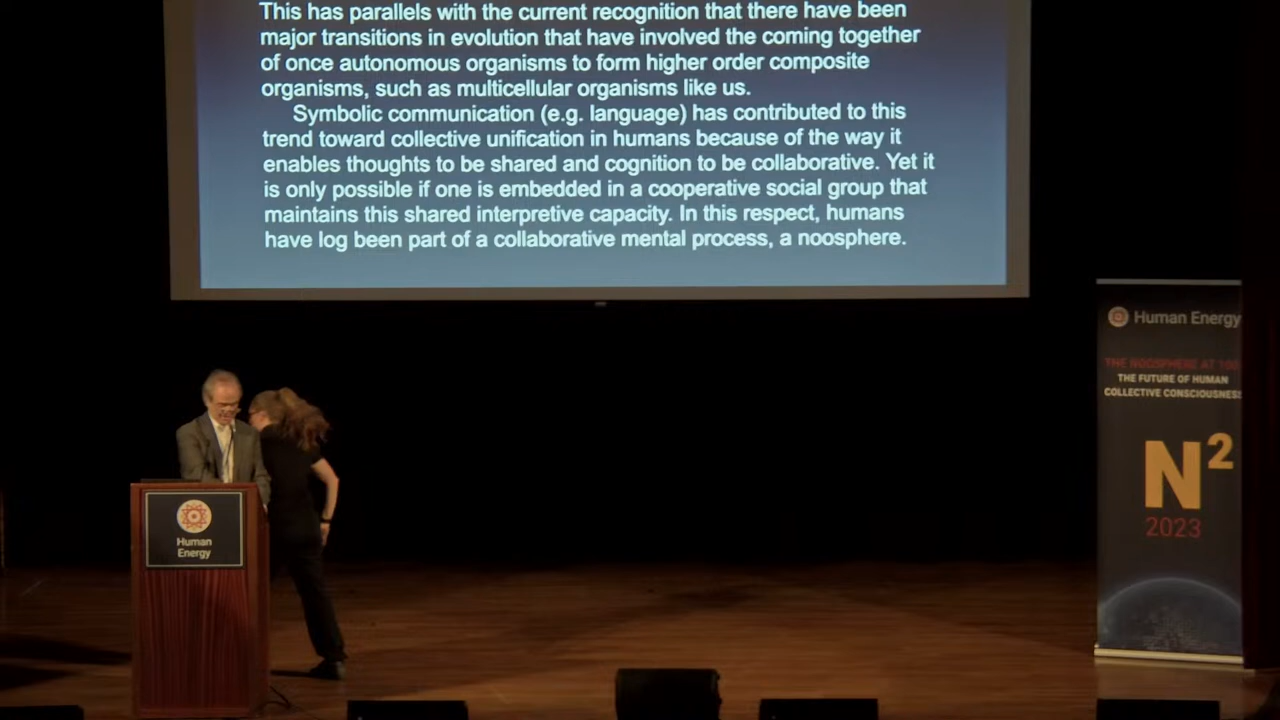 This has parallels with the current recognition that there have been
major transitions in evolution that have involved the coming together
of once autonomous organisms to form higher order composite
organisms, such as multicellular organisms like us.
Symbolic communication (e.g. language) has contributed to this
trend toward collective unification in humans because of the way it
enables thoughts to be shared and cognition to be collaborative. Yet it
is only possible if one is embedded in a cooperative social group that
maintains this shared interpretive capacity. In this respect, humans
have log been part of a collaborative mental process, a noosphere.
Human
Energy
Human Energy
THE NOOSPHERE AT 100
THE FUTURE OF HUMAN
COLLECTIVE CONSCIOUSNESS
N²
2023